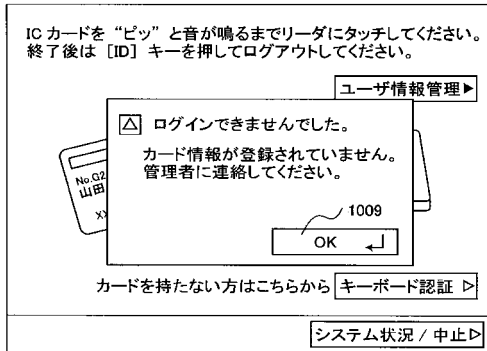 ICカードを“ピッ”と音が鳴るまでリーダにタッチしてください。
終了後は［ID］キーを押してログアウトしてください。
ユーザ情報管理▶
ログインできませんでした。
カード情報が登録されていません。
管理者に連絡してください。
No.G2
山田
XX
1009
OK ↲
カードを持たない方はこちらから キーボード認証 ▷
システム状況 / 中止▷